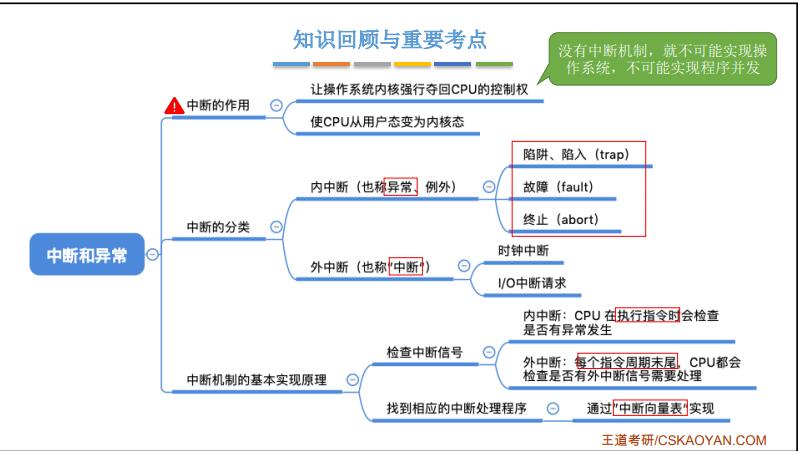 知识回顾与重要考点
没有中断机制，就不可能实现操
作系统，不可能实现程序并发
中断和异常
中断的作用
让操作系统内核强行夺回CPU的控制权
使CPU从用户态变为内核态
中断的分类
内中断（也称异常、例外）
陷阱、陷入（trap）
故障（fault）
终止（abort）
外中断（也称“中断”）
时钟中断
I/O中断请求
中断机制的基本实现原理
检查中断信号
内中断：CPU 在执行指令时会检查
是否有异常发生
外中断：每个指令周期末尾，CPU都会
检查是否有外中断信号需要处理
找到相应的中断处理程序
通过“中断向量表”实现
王道考研/CSKAOYAN.COM